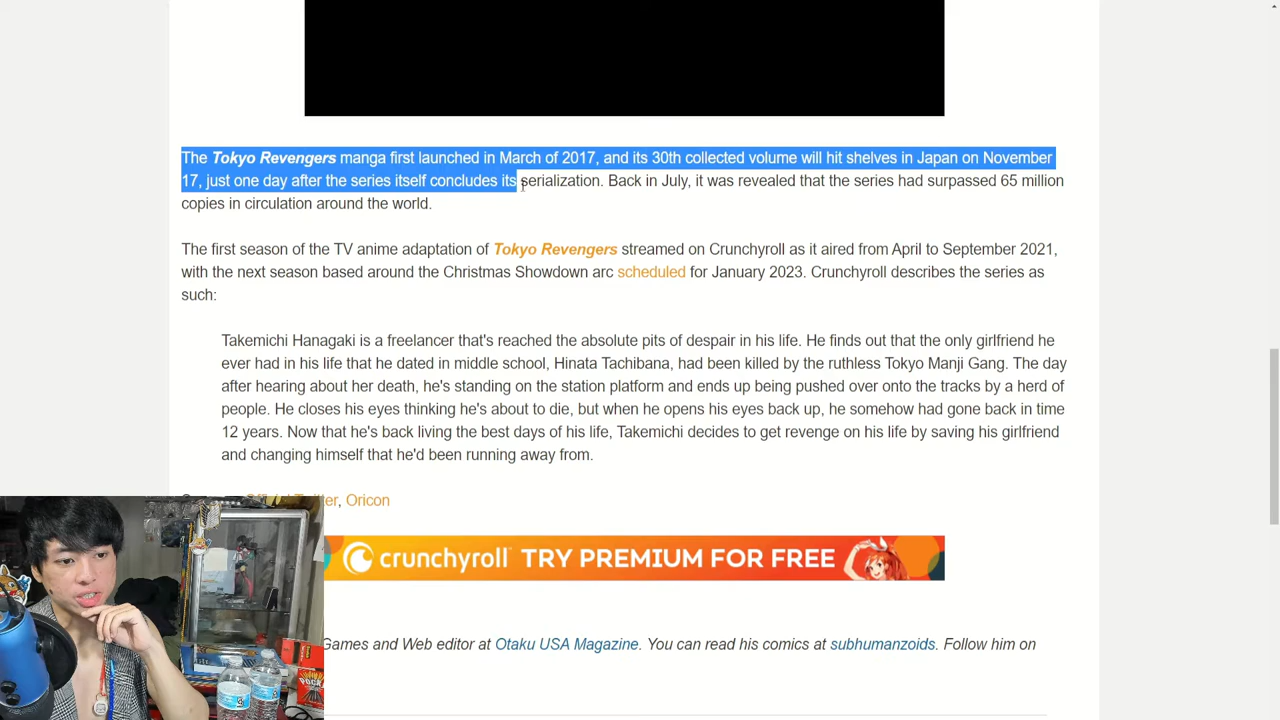 The Tokyo Revengers manga first launched in March of 2017, and its 30th collected volume will hit shelves in Japan on November
17, just one day after the series itself concludes its serialization. Back in July, it was revealed that the series had surpassed 65 million
copies in circulation around the world.
The first season of the TV anime adaptation of Tokyo Revengers streamed on Crunchyroll as it aired from April to September 2021,
with the next season based around the Christmas Showdown arc scheduled for January 2023. Crunchyroll describes the series as
such:
Takemichi Hanagaki is a freelancer that's reached the absolute pits of despair in his life. He finds out that the only girlfriend he
ever had in his life that he dated in middle school, Hinata Tachibana, had been killed by the ruthless Tokyo Manji Gang. The day
after hearing about her death, he's standing on the station platform and ends up being pushed over onto the tracks by a herd of
people. He closes his eyes thinking he's about to die, but when he opens his eyes back up, he somehow had gone back in time
12 years. Now that he's back living the best days of his life, Takemichi decides to get revenge on his life by saving his girlfriend
and changing himself that he'd been running away from.
Oricon
crunchyroll TRY PREMIUM FOR FREE
Games and Web editor at Otaku USA Magazine. You can read his comics at subhumanzoids. Follow him on